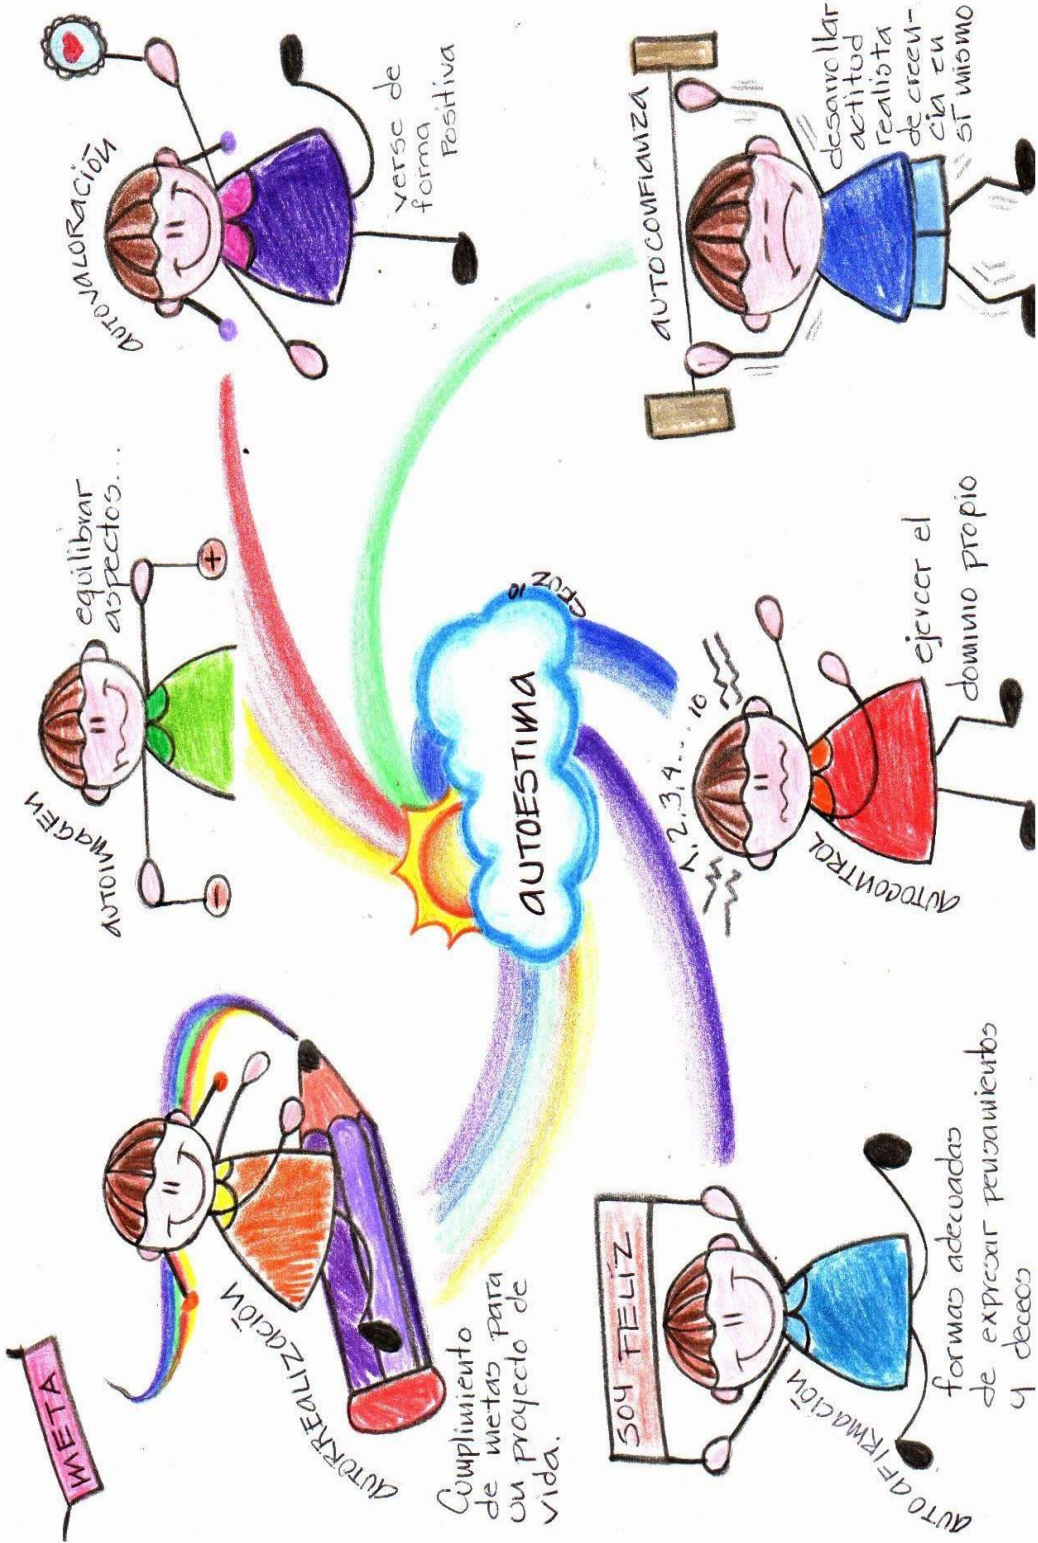 META
AUTORREALIZACIÓN
Cumplimiento
de metas para
un proyecto de
vida.
AUTOIMAGEN
equilibrar
aspectos...
-
+
AUTOVALORACIÓN
verse de
forma
positiva
AUTOESTIMA
SOY FELIZ
AUTOAFIRMACIÓN
formas adecuadas
de expresar pensamientos
y deceos
1,2,3,4....10
AUTOCONTROL
ejercer el
dominio propio
AUTOCONFIANZA
desarrollar
actitud
realista
de creen-
cia en
sí mismo